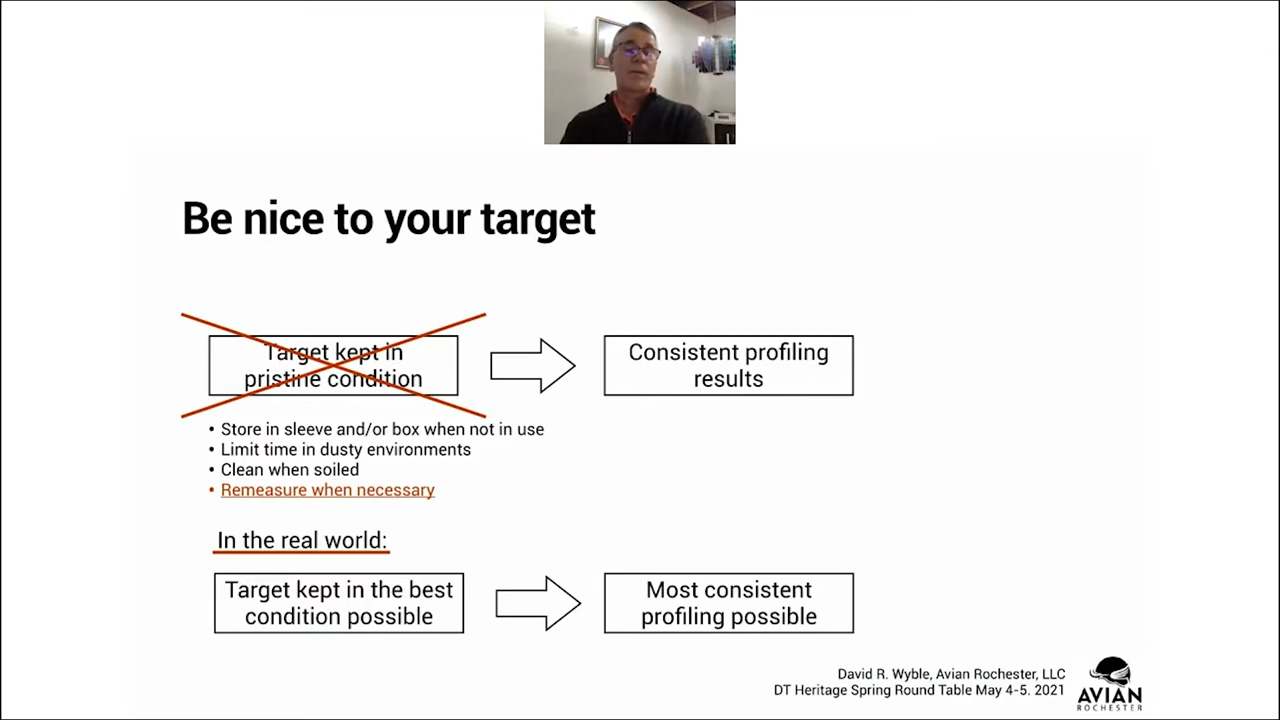 Be nice to your target
Target kept in
pristine condition
Consistent profiling
results
• Store in sleeve and/or box when not in use
• Limit time in dusty environments
• Clean when soiled
• Remeasure when necessary
In the real world:
Target kept in the best
condition possible
Most consistent
profiling possible
David R. Wyble, Avian Rochester, LLC
DT Heritage Spring Round Table May 4-5. 2021
AVIAN
ROCHESTER